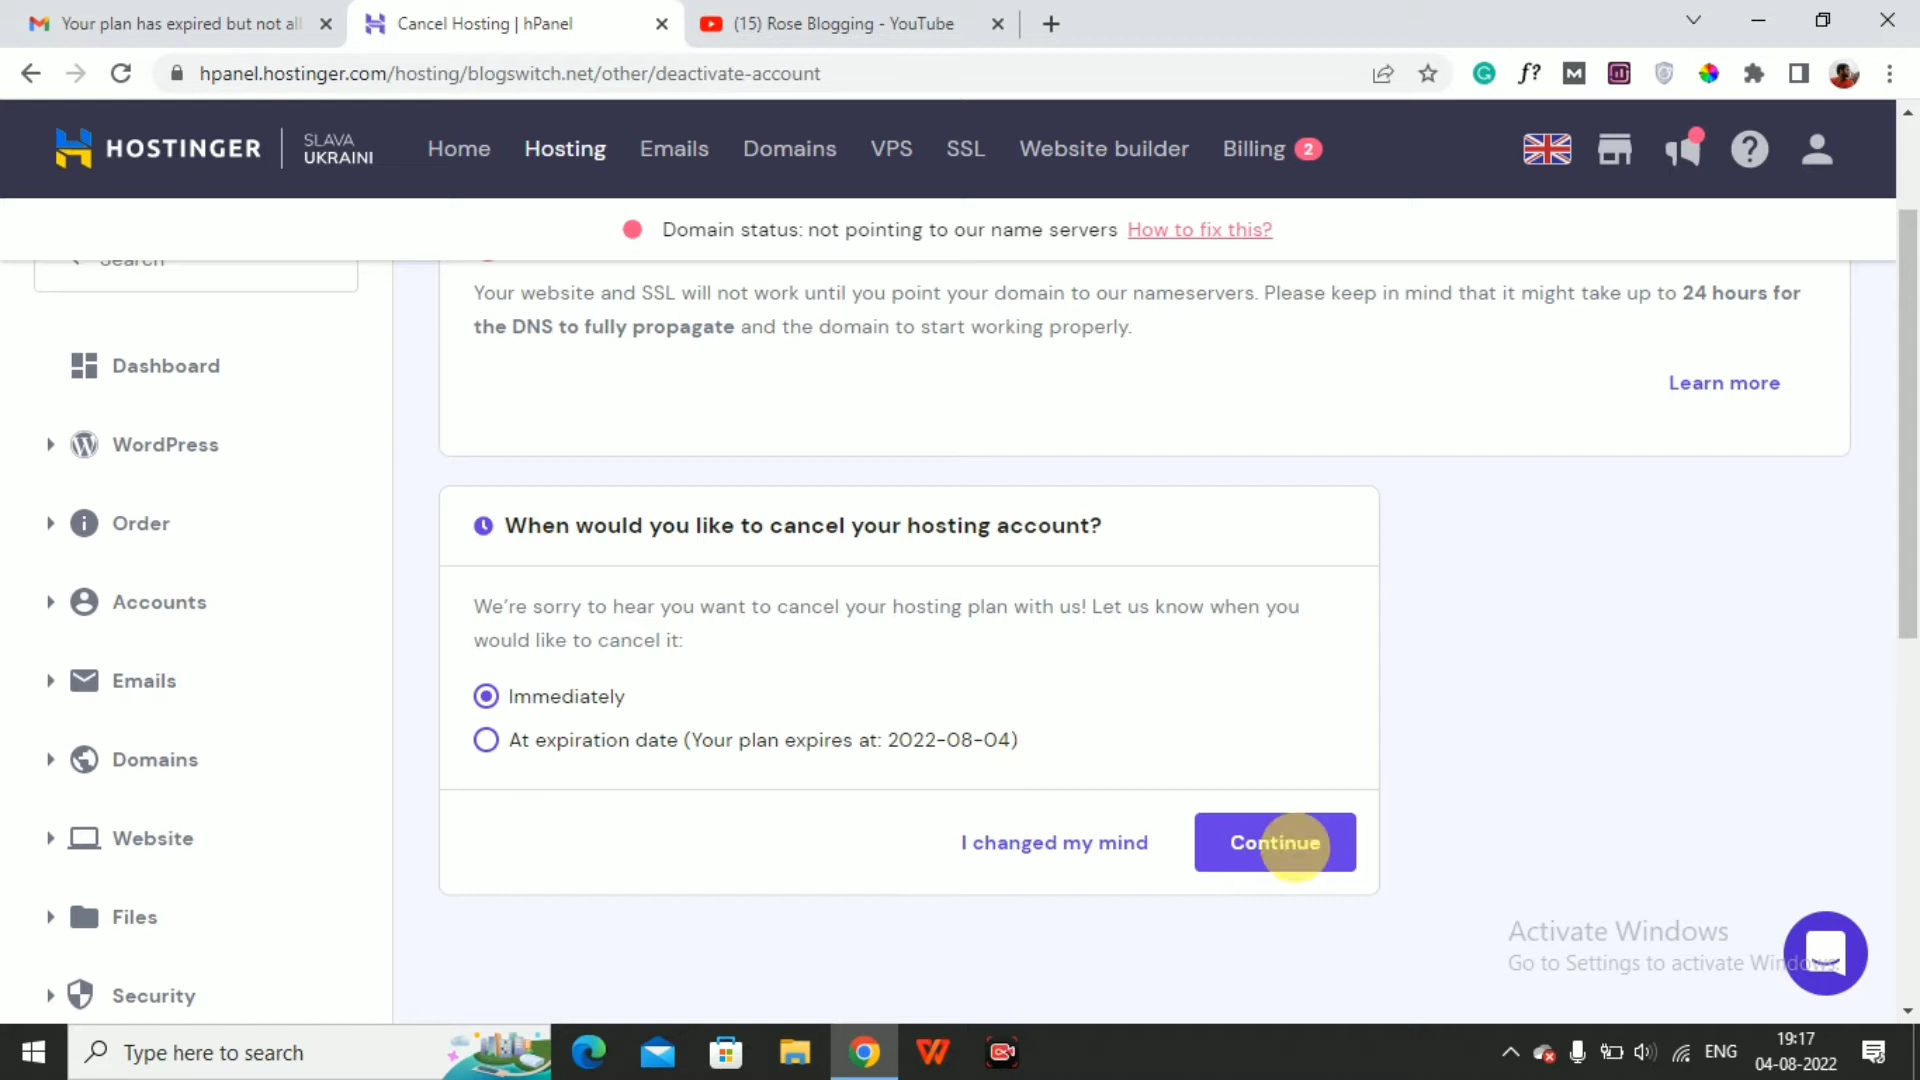 Your plan has expired but not all
Cancel Hosting | hPanel
(15) Rose Blogging - YouTube
hpanel.hostinger.com/hosting/blogswitch.net/other/deactivate-account
f?
M
HOSTINGER
SLAVA
UKRAINI
Home
Hosting
Emails
Domains
VPS
SSL
Website builder
Billing 2
Domain status: not pointing to our name servers How to fix this?
Search
Your website and SSL will not work until you point your domain to our nameservers. Please keep in mind that it might take up to 24 hours for
the DNS to fully propagate and the domain to start working properly.
Learn more
Dashboard
WordPress
Order
Accounts
Emails
Domains
Website
Files
Security
When would you like to cancel your hosting account?
We're sorry to hear you want to cancel your hosting plan with us! Let us know when you
would like to cancel it:
Immediately
At expiration date (Your plan expires at: 2022-08-04)
I changed my mind
Continue
Activate Windows
Go to Settings to activate Windows.
Type here to search
ENG
19:17
04-08-2022